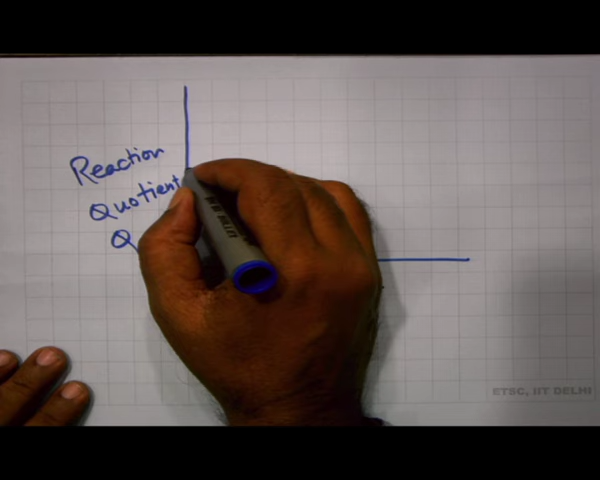 Reaction
Quotient
Q
ETSC, IIT DELHI